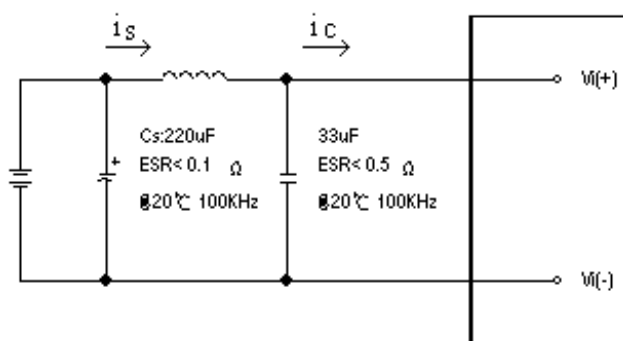 is
ic
Vi(+)
Cs:220uF
33uF
+
ESR<0.1 Ω
ESR<0.5 Ω
@20℃ 100KHz
@20℃ 100KHz
Vi(-)